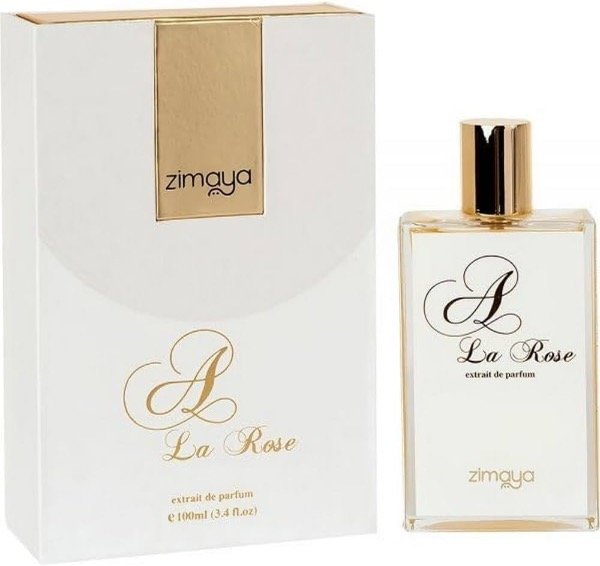 zimaya
A
La Rose
extrait de parfum
e 100ml (3.4 fl.oz)
A
La Rose
extrait de parfum
zimaya